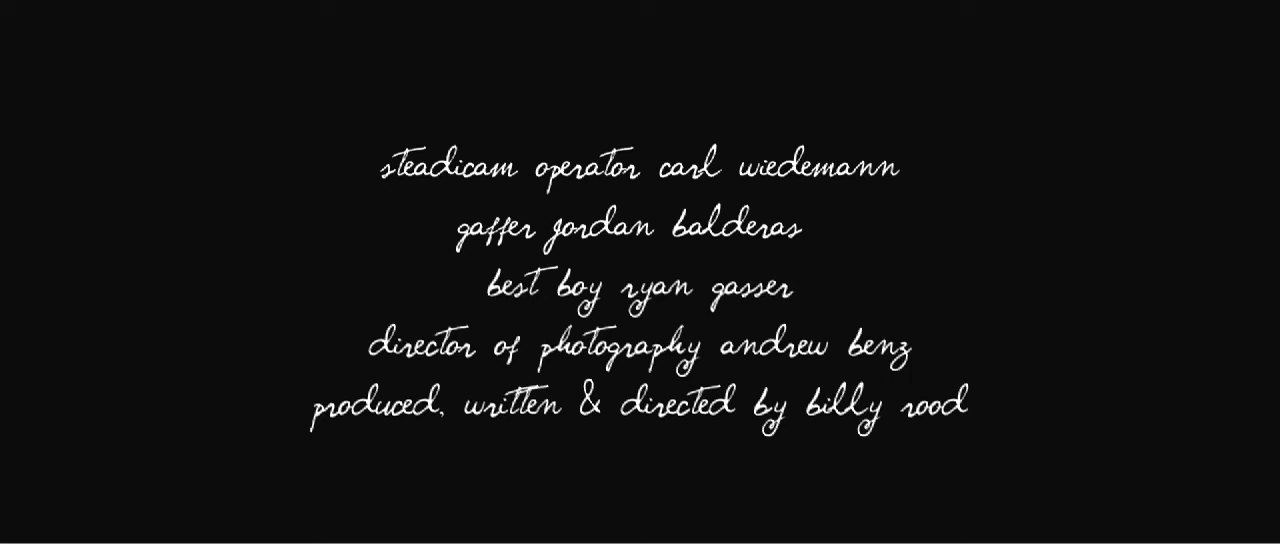 steadicam operator carl wiedemann
gaffer jordan balderas
best boy ryan gasser
director of photography andrew benz
produced, written & directed by billy rood